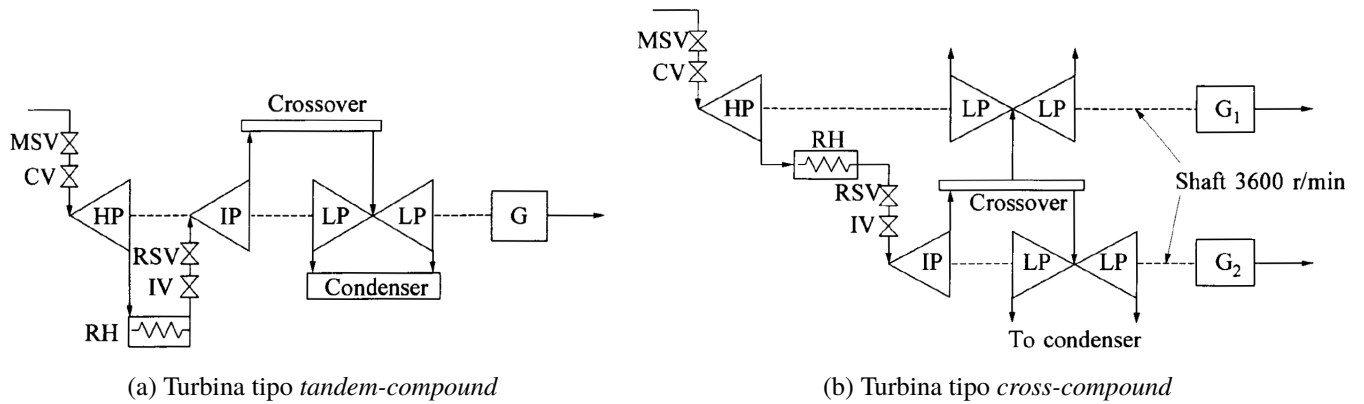 MSV
CV
HP
RH
RSV
IV
IP
Crossover
LP
LP
Condenser
G
(a) Turbina tipo tandem-compound
MSV
CV
HP
RH
RSV
IV
IP
LP
LP
G1
Crossover
Shaft 3600 r/min
LP
LP
G2
To condenser
(b) Turbina tipo cross-compound